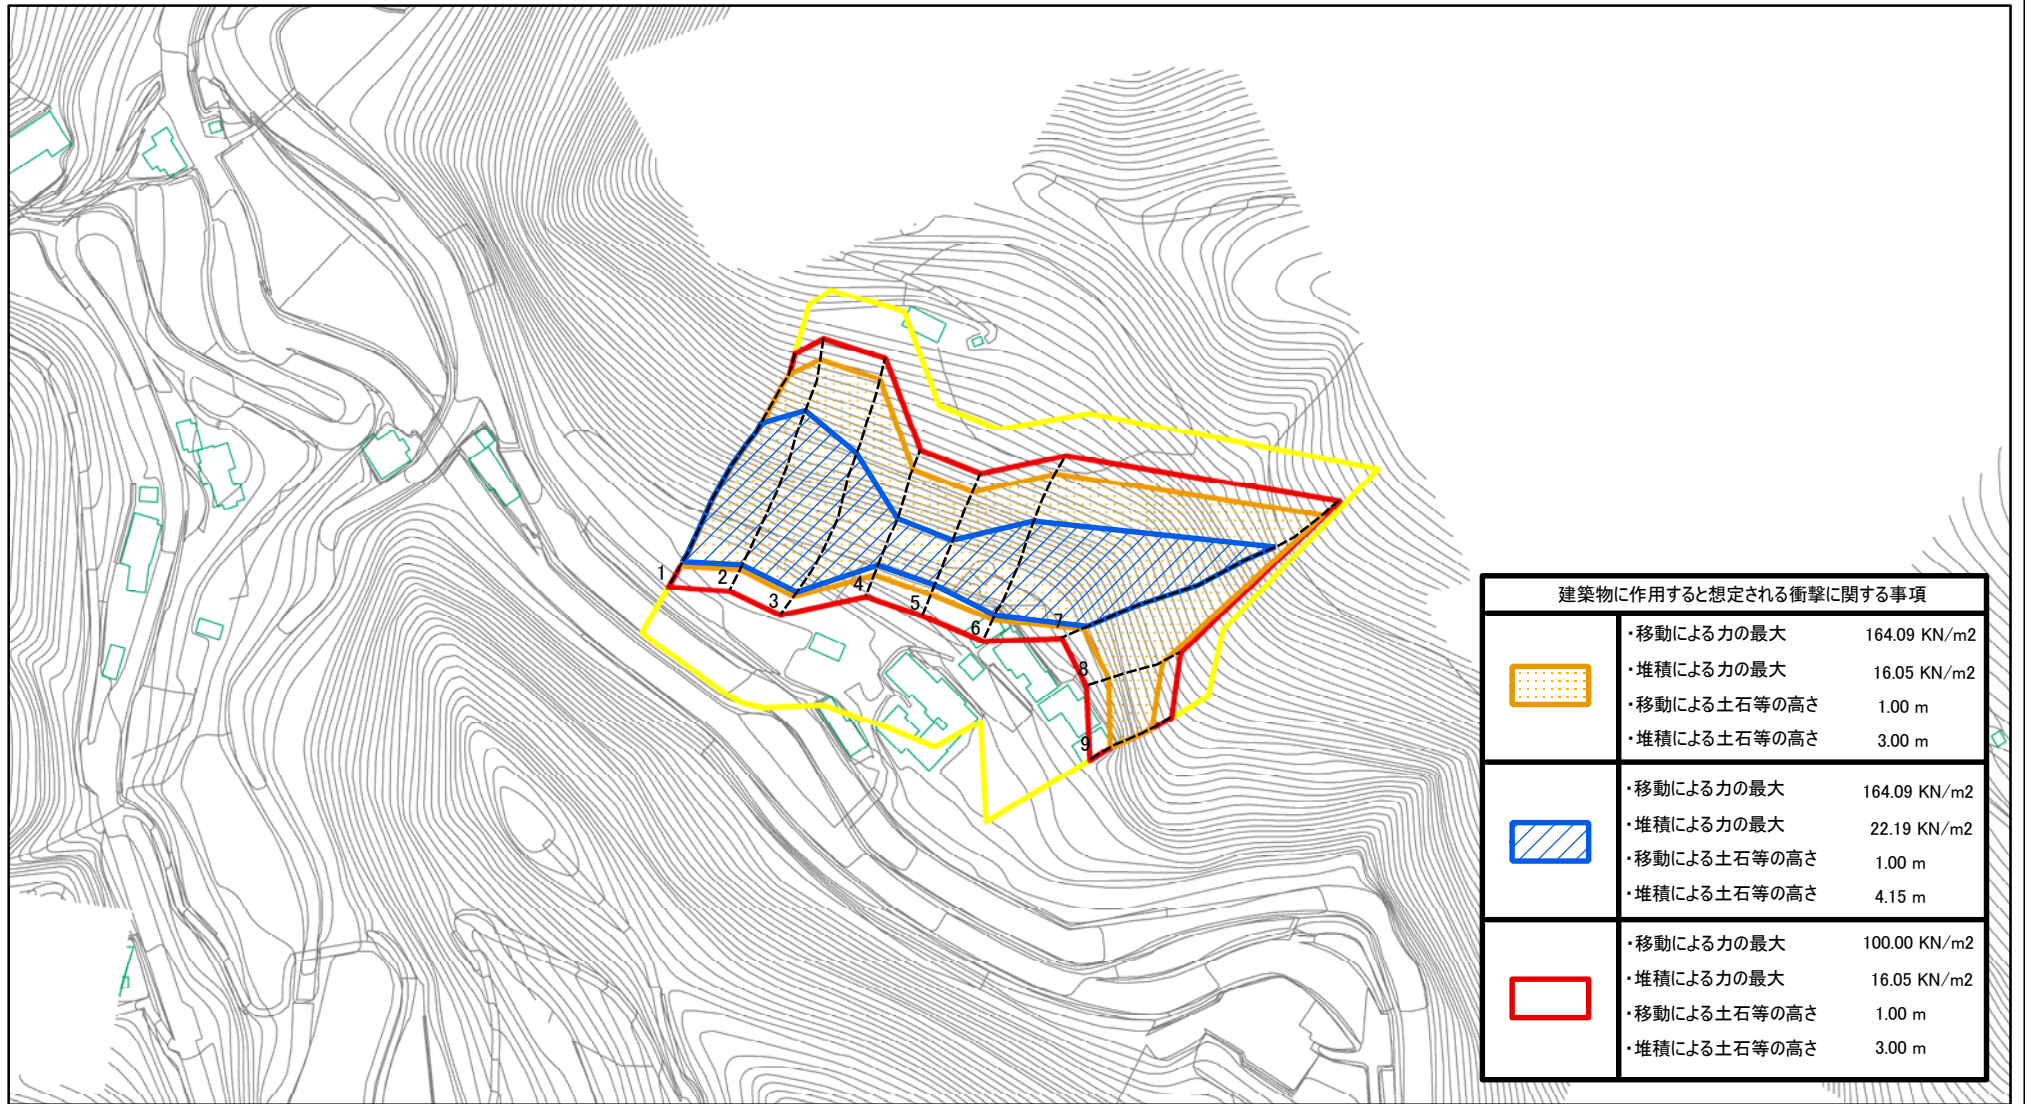 1
2
3
4
5
6
7
8
9
建築物に作用すると想定される衝撃に関する事項
・移動による力の最大 164.09 KN/m2
・堆積による力の最大 16.05 KN/m2
・移動による土石等の高さ 1.00 m
・堆積による土石等の高さ 3.00 m
・移動による力の最大 164.09 KN/m2
・堆積による力の最大 22.19 KN/m2
・移動による土石等の高さ 1.00 m
・堆積による土石等の高さ 4.15 m
・移動による力の最大 100.00 KN/m2
・堆積による力の最大 16.05 KN/m2
・移動による土石等の高さ 1.00 m
・堆積による土石等の高さ 3.00 m